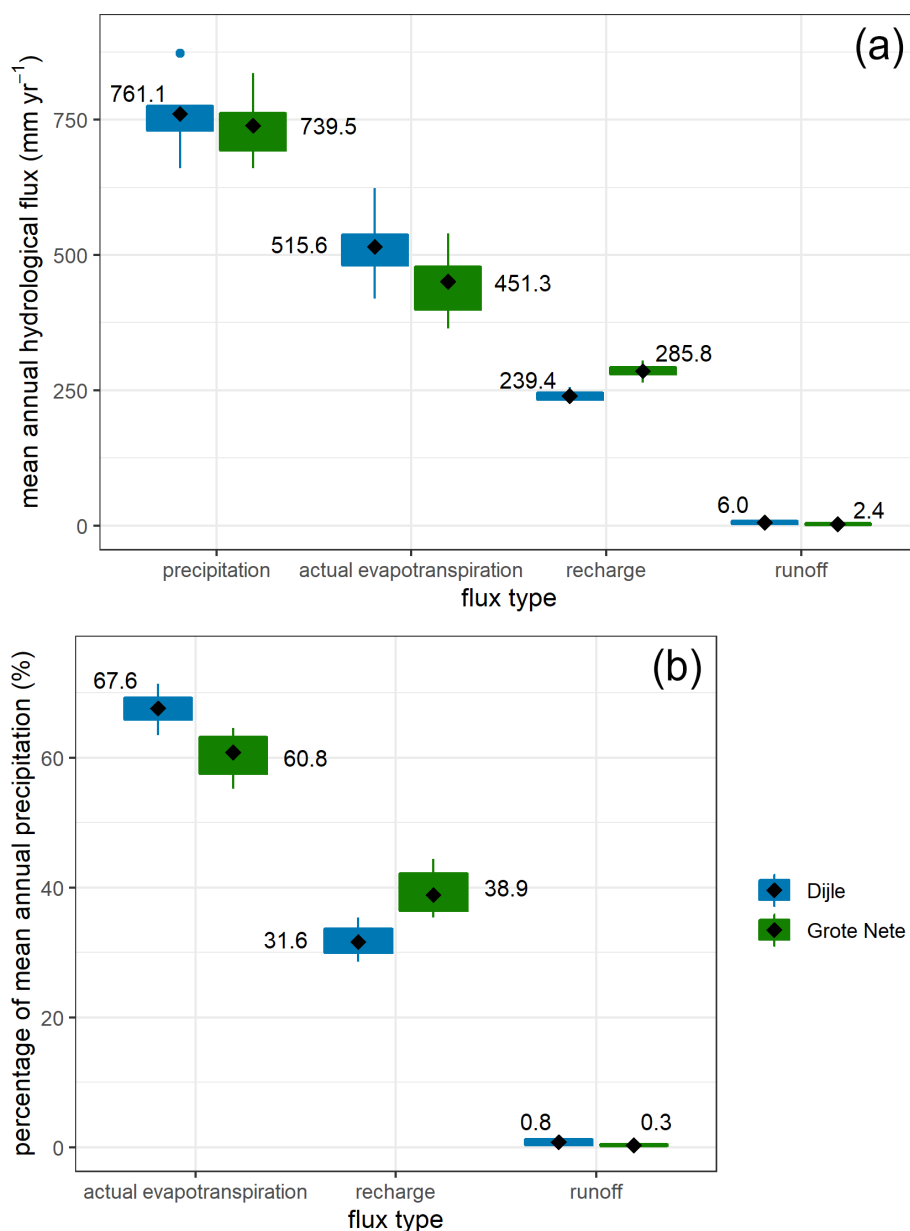 (a)
mean annual hydrological flux (mm yr⁻¹)
750
500
250
0
761.1
739.5
515.6
451.3
239.4
285.8
6.0
2.4
precipitation
actual evapotranspiration
recharge
runoff
flux type
(b)
percentage of mean annual precipitation (%)
60
40
20
0
67.6
60.8
31.6
38.9
0.8
0.3
actual evapotranspiration
recharge
runoff
flux type
Dijle
Grote Nete